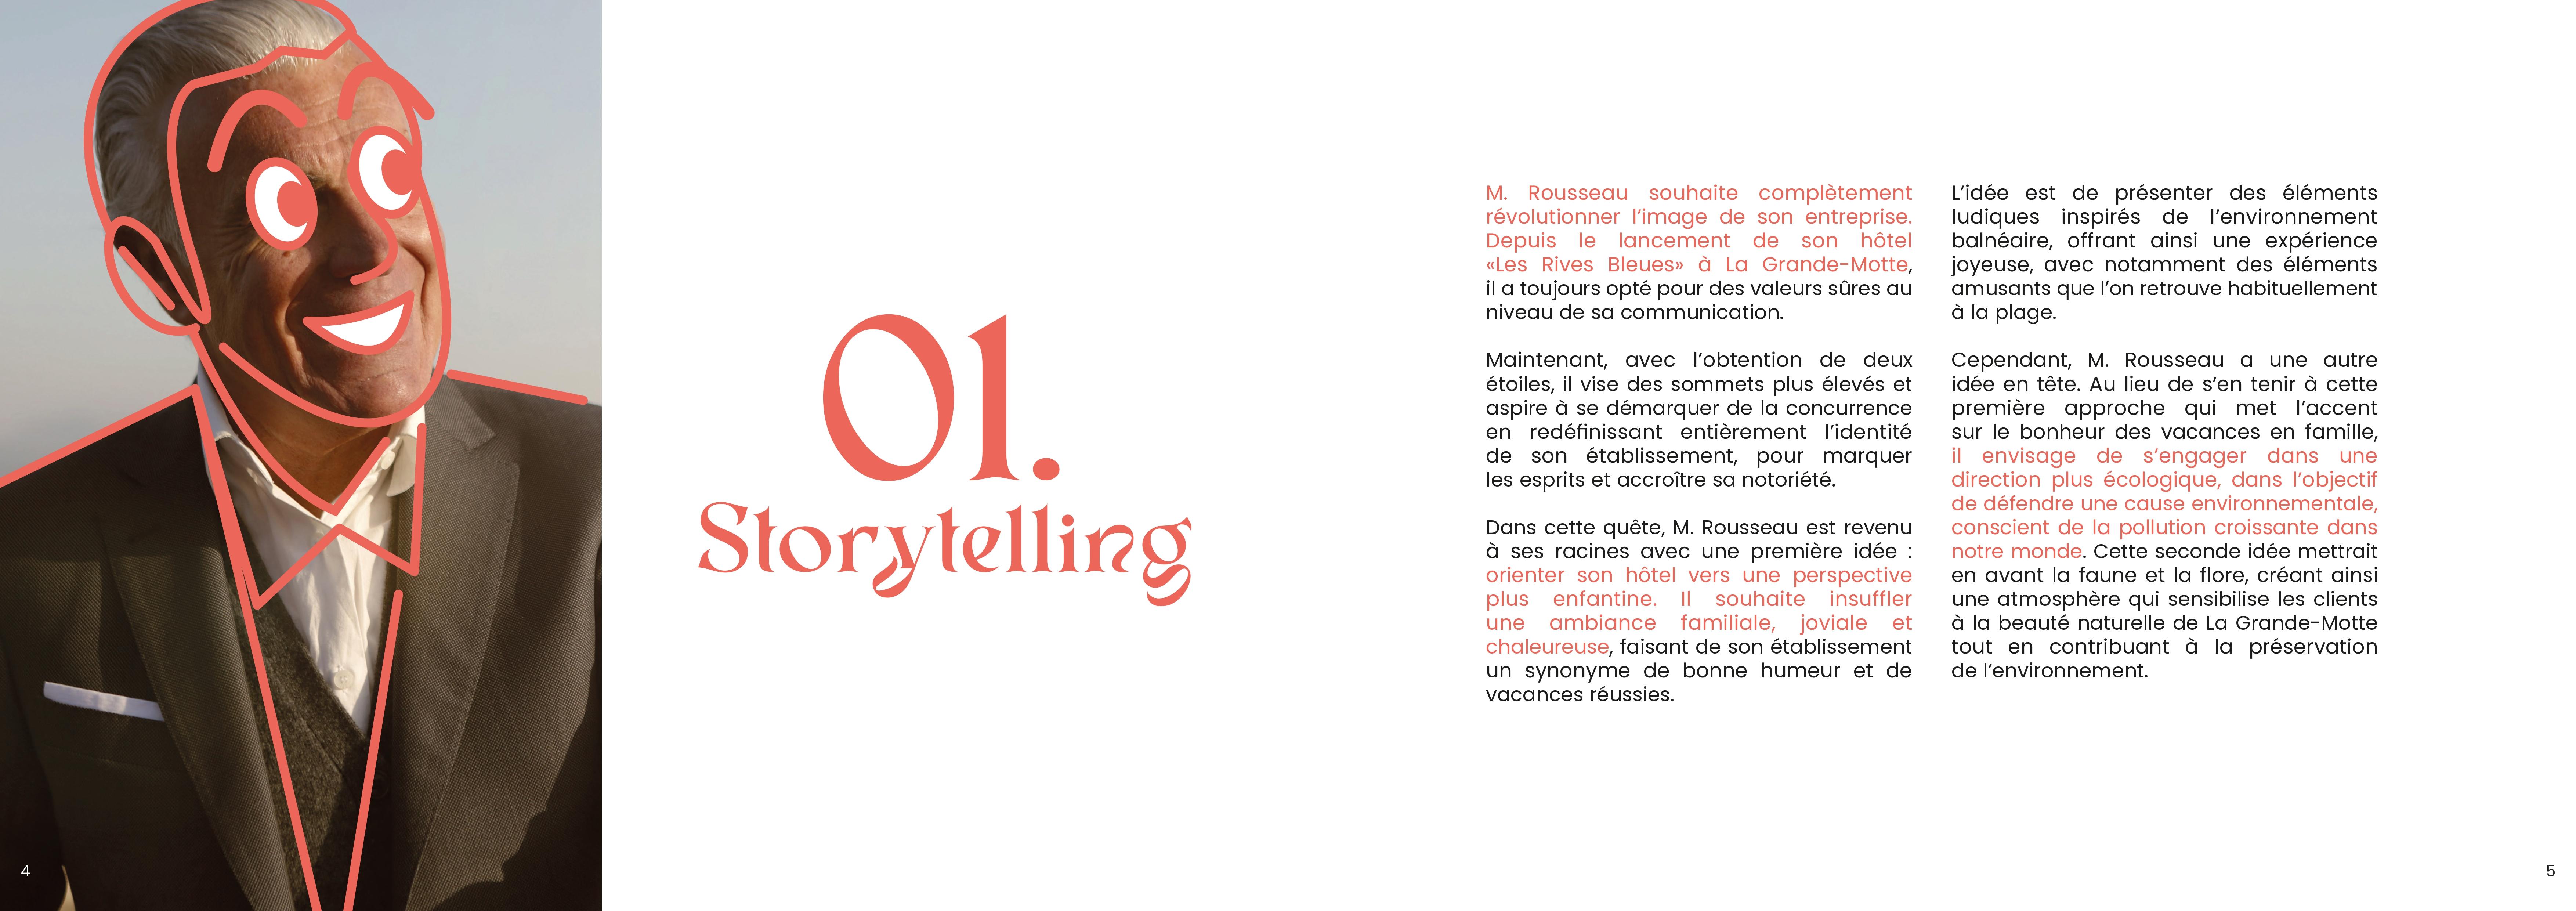 01.
Storytelling
M. Rousseau souhaite complètement
révolutionner l’image de son entreprise.
Depuis le lancement de son hôtel
«Les Rives Bleues» à La Grande-Motte,
il a toujours opté pour des valeurs sûres au
niveau de sa communication.
Maintenant, avec l’obtention de deux
étoiles, il vise des sommets plus élevés et
aspire à se démarquer de la concurrence
en redéfinissant entièrement l’identité
de son établissement, pour marquer
les esprits et accroître sa notoriété.
Dans cette quête, M. Rousseau est revenu
à ses racines avec une première idée :
orienter son hôtel vers une perspective
plus enfantine. Il souhaite insuffler
une ambiance familiale, joviale et
chaleureuse, faisant de son établissement
un synonyme de bonne humeur et de
vacances réussies.
L’idée est de présenter des éléments
ludiques inspirés de l’environnement
balnéaire, offrant ainsi une expérience
joyeuse, avec notamment des éléments
amusants que l’on retrouve habituellement
à la plage.
Cependant, M. Rousseau a une autre
idée en tête. Au lieu de s’en tenir à cette
première approche qui met l’accent
sur le bonheur des vacances en famille,
il envisage de s’engager dans une
direction plus écologique, dans l’objectif
de défendre une cause environnementale,
conscient de la pollution croissante dans
notre monde. Cette seconde idée mettrait
en avant la faune et la flore, créant ainsi
une atmosphère qui sensibilise les clients
à la beauté naturelle de La Grande-Motte
tout en contribuant à la préservation
de l’environnement.
4
5